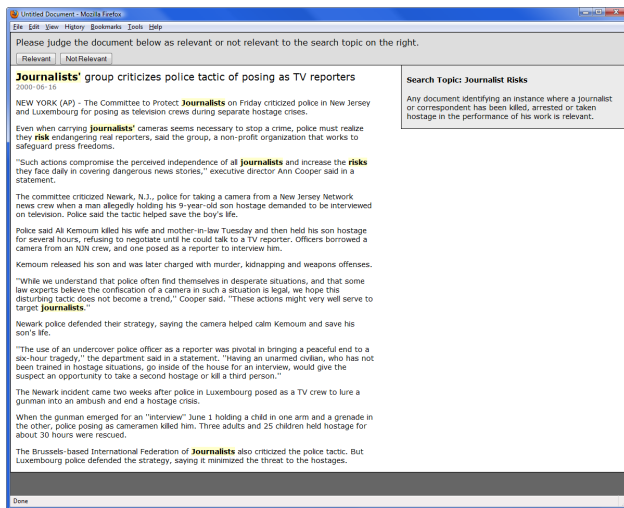 Untitled Document - Mozilla Firefox
File Edit View History Bookmarks Tools Help
Please judge the document below as relevant or not relevant to the search topic on the right.
Relevant Not Relevant
Journalists' group criticizes police tactic of posing as TV reporters
2000-06-16
NEW YORK (AP) - The Committee to Protect Journalists on Friday criticized police in New Jersey
and Luxembourg for posing as television crews during separate hostage crises.
Even when carrying journalists' cameras seems necessary to stop a crime, police must realize
they risk endangering real reporters, said the group, a non-profit organization that works to
safeguard press freedoms.
"Such actions compromise the perceived independence of all journalists and increase the risks
they face daily in covering dangerous news stories," executive director Ann Cooper said in a
statement.
The committee criticized Newark, N.J., police for taking a camera from a New Jersey Network
news crew when a man allegedly holding his 9-year-old son hostage demanded to be interviewed
on television. Police said the tactic helped save the boy's life.
Police said Ali Kemoum killed his wife and mother-in-law Tuesday and then held his son hostage
for several hours, refusing to negotiate until he could talk to a TV reporter. Officers borrowed a
camera from an NJN crew, and one posed as a reporter to interview him.
Kemoum released his son and was later charged with murder, kidnapping and weapons offenses.
"While we understand that police often find themselves in desperate situations, and that some
law experts believe the confiscation of a camera in such a situation is legal, we hope this
disturbing tactic does not become a trend," Cooper said. "These actions might very well serve to
target journalists."
Newark police defended their strategy, saying the camera helped calm Kemoum and save his
son's life.
"The use of an undercover police officer as a reporter was pivotal in bringing a peaceful end to a
six-hour tragedy," the department said in a statement. "Having an unarmed civilian, who has not
been trained in hostage situations, go inside of the house for an interview, would give the
suspect an opportunity to take a second hostage or kill a third person."
The Newark incident came two weeks after police in Luxembourg posed as a TV crew to lure a
gunman into an ambush and end a hostage crisis.
When the gunman emerged for an "interview" June 1 holding a child in one arm and a grenade in
the other, police posing as cameramen killed him. Three adults and 25 children held hostage for
about 30 hours were rescued.
The Brussels-based International Federation of Journalists also criticized the police tactic. But
Luxembourg police defended the strategy, saying it minimized the threat to the hostages.
Search Topic: Journalist Risks
Any document identifying an instance where a journalist
or correspondent has been killed, arrested or taken
hostage in the performance of his work is relevant.
Done